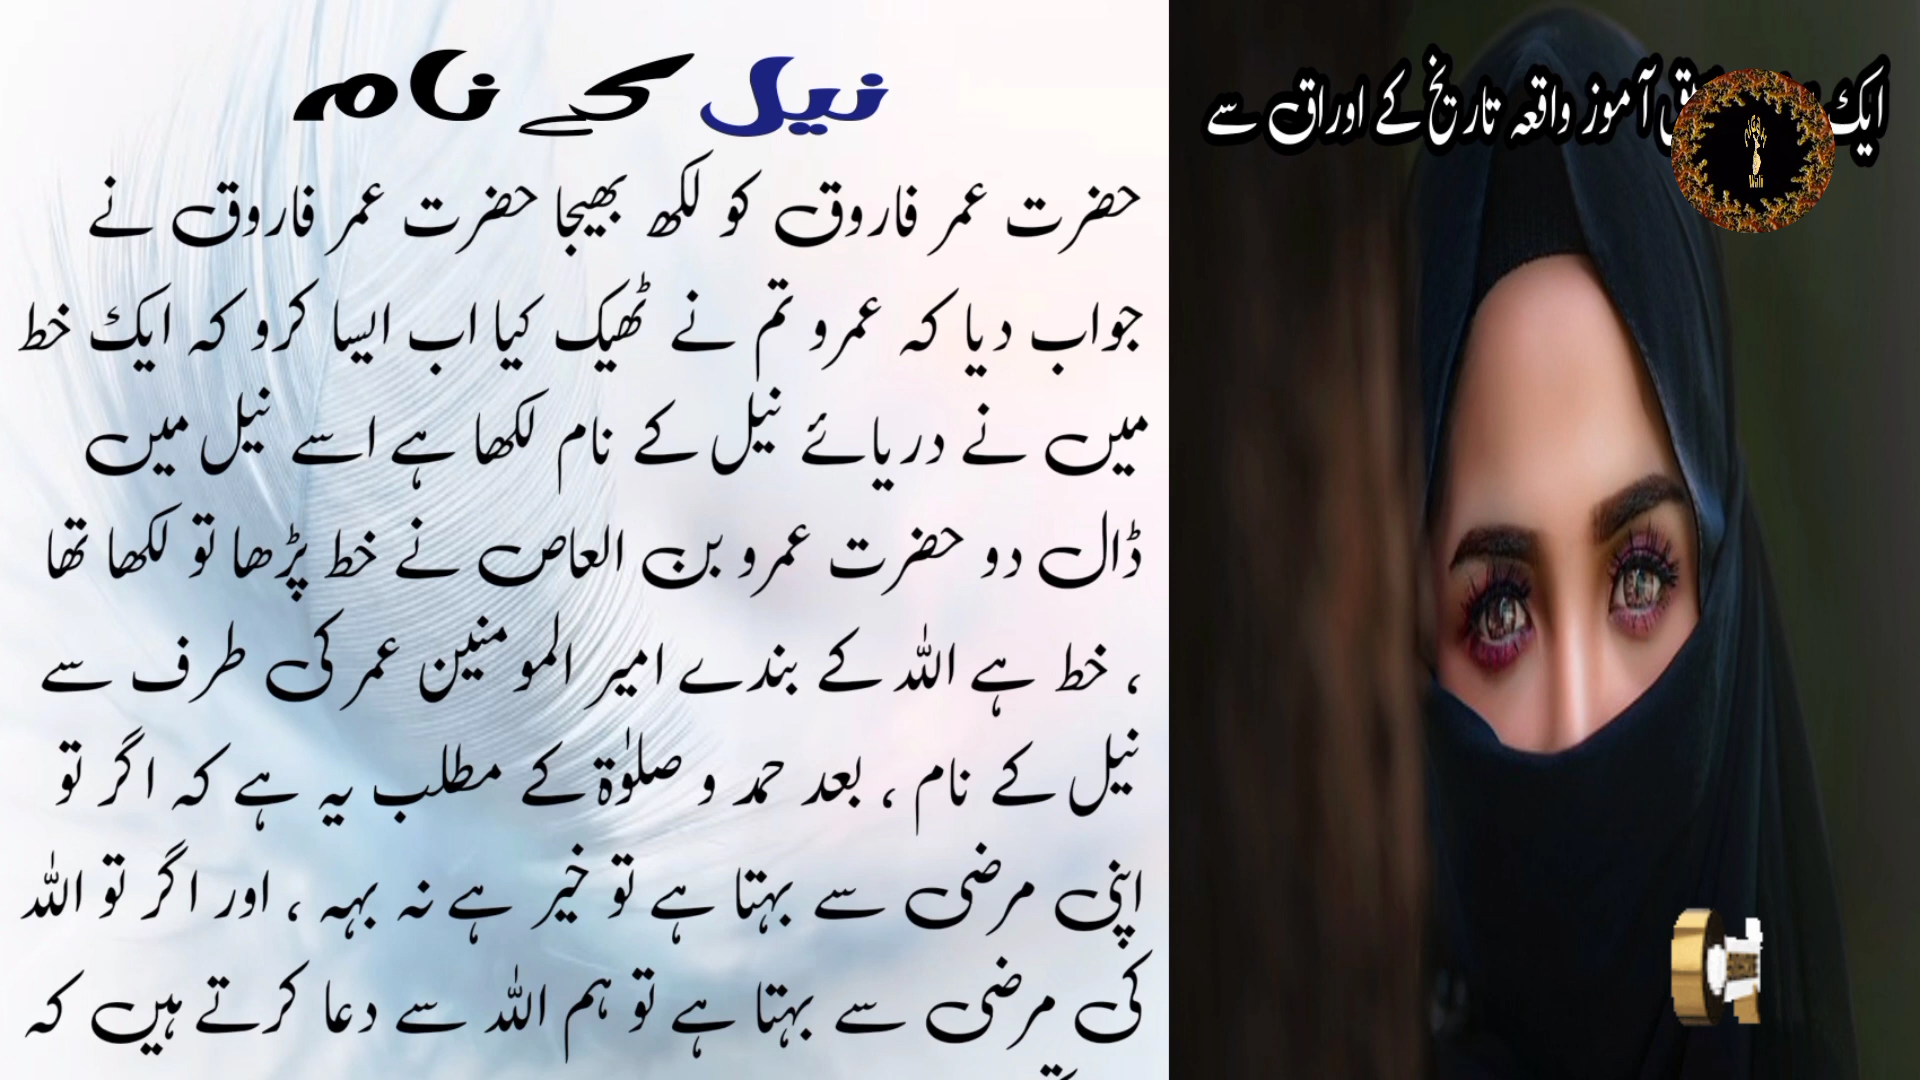 نیل کے نام
حضرت عمر فاروق کو لکھ بھیجا حضرت عمر فاروق نے
جواب دیا کہ عمرو تم نے ٹھیک کیا اب ایسا کرو کہ ایک خط
میں نے دریائے نیل کے نام لکھا ہے اسے نیل میں
ڈال دو حضرت عمرو بن العاص نے خط پڑھا تو لکھا تھا
، خط ہے اللہ کے بندے امیر المومنین عمر کی طرف سے
نیل کے نام ، بعد حمد و صلوٰۃ کے مطلب یہ ہے کہ اگر تو
اپنی مرضی سے بہتا ہے تو خیر ہے نہ بہہ ، اور اگر تو اللہ
کی مرضی سے بہتا ہے تو ہم اللہ سے دعا کرتے ہیں کہ
ایک آموز واقعہ تاریخ کے اوراق سے
Wali